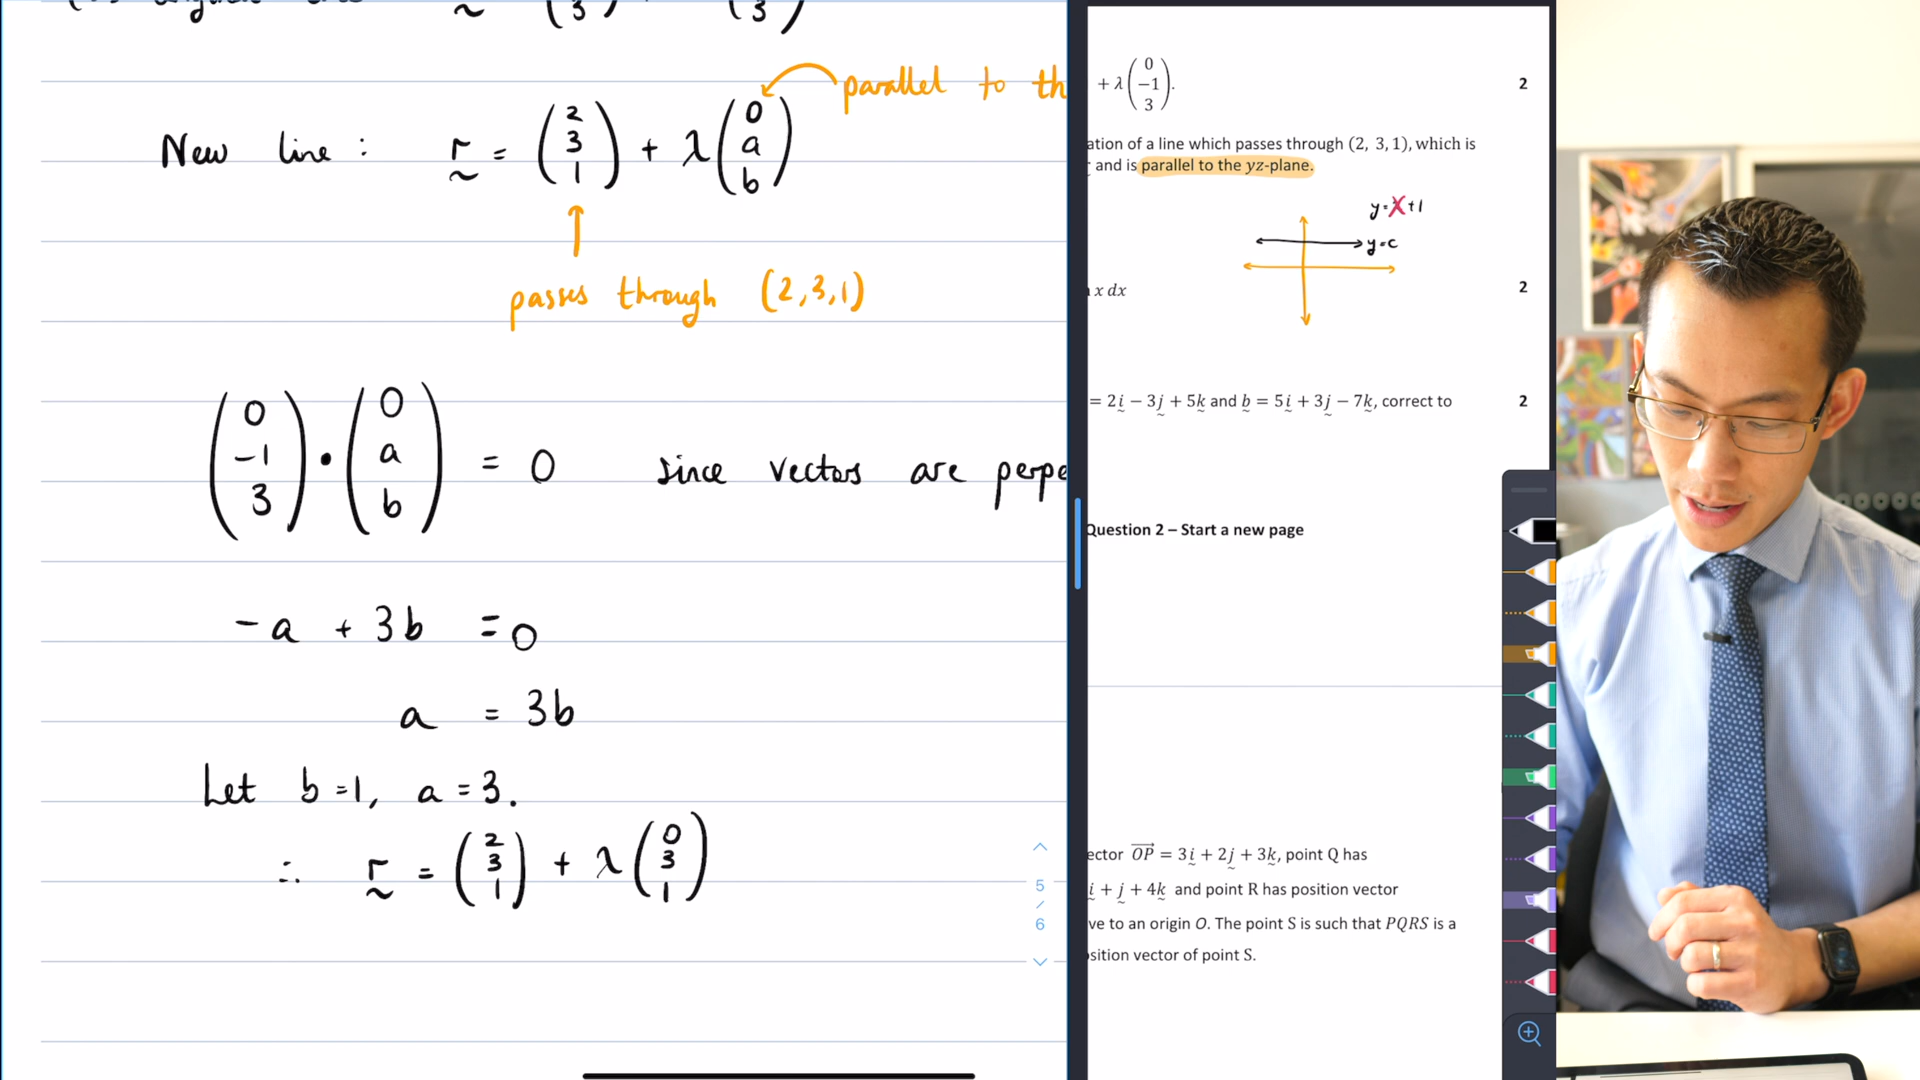 New line : r = (2 3 1) + λ (0 a b)
parallel to th
passes through (2,3,1)
(0 -1 3) • (0 a b) = 0 since vectors are perpe
-a + 3b = 0
a = 3b
Let b = 1, a = 3.
∴ r = (2 3 1) + λ (0 3 1)
5
/
6
+ λ (0 −1 3). 2
ation of a line which passes through (2, 3, 1), which is
and is parallel to the yz-plane.
y=x+1
y=c
x dx 2
= 2i − 3j + 5k and b = 5i + 3j − 7k, correct to 2
Question 2 – Start a new page
ector OP = 3i + 2j + 3k, point Q has
i + j + 4k and point R has position vector
ve to an origin O. The point S is such that PQRS is a
sition vector of point S.